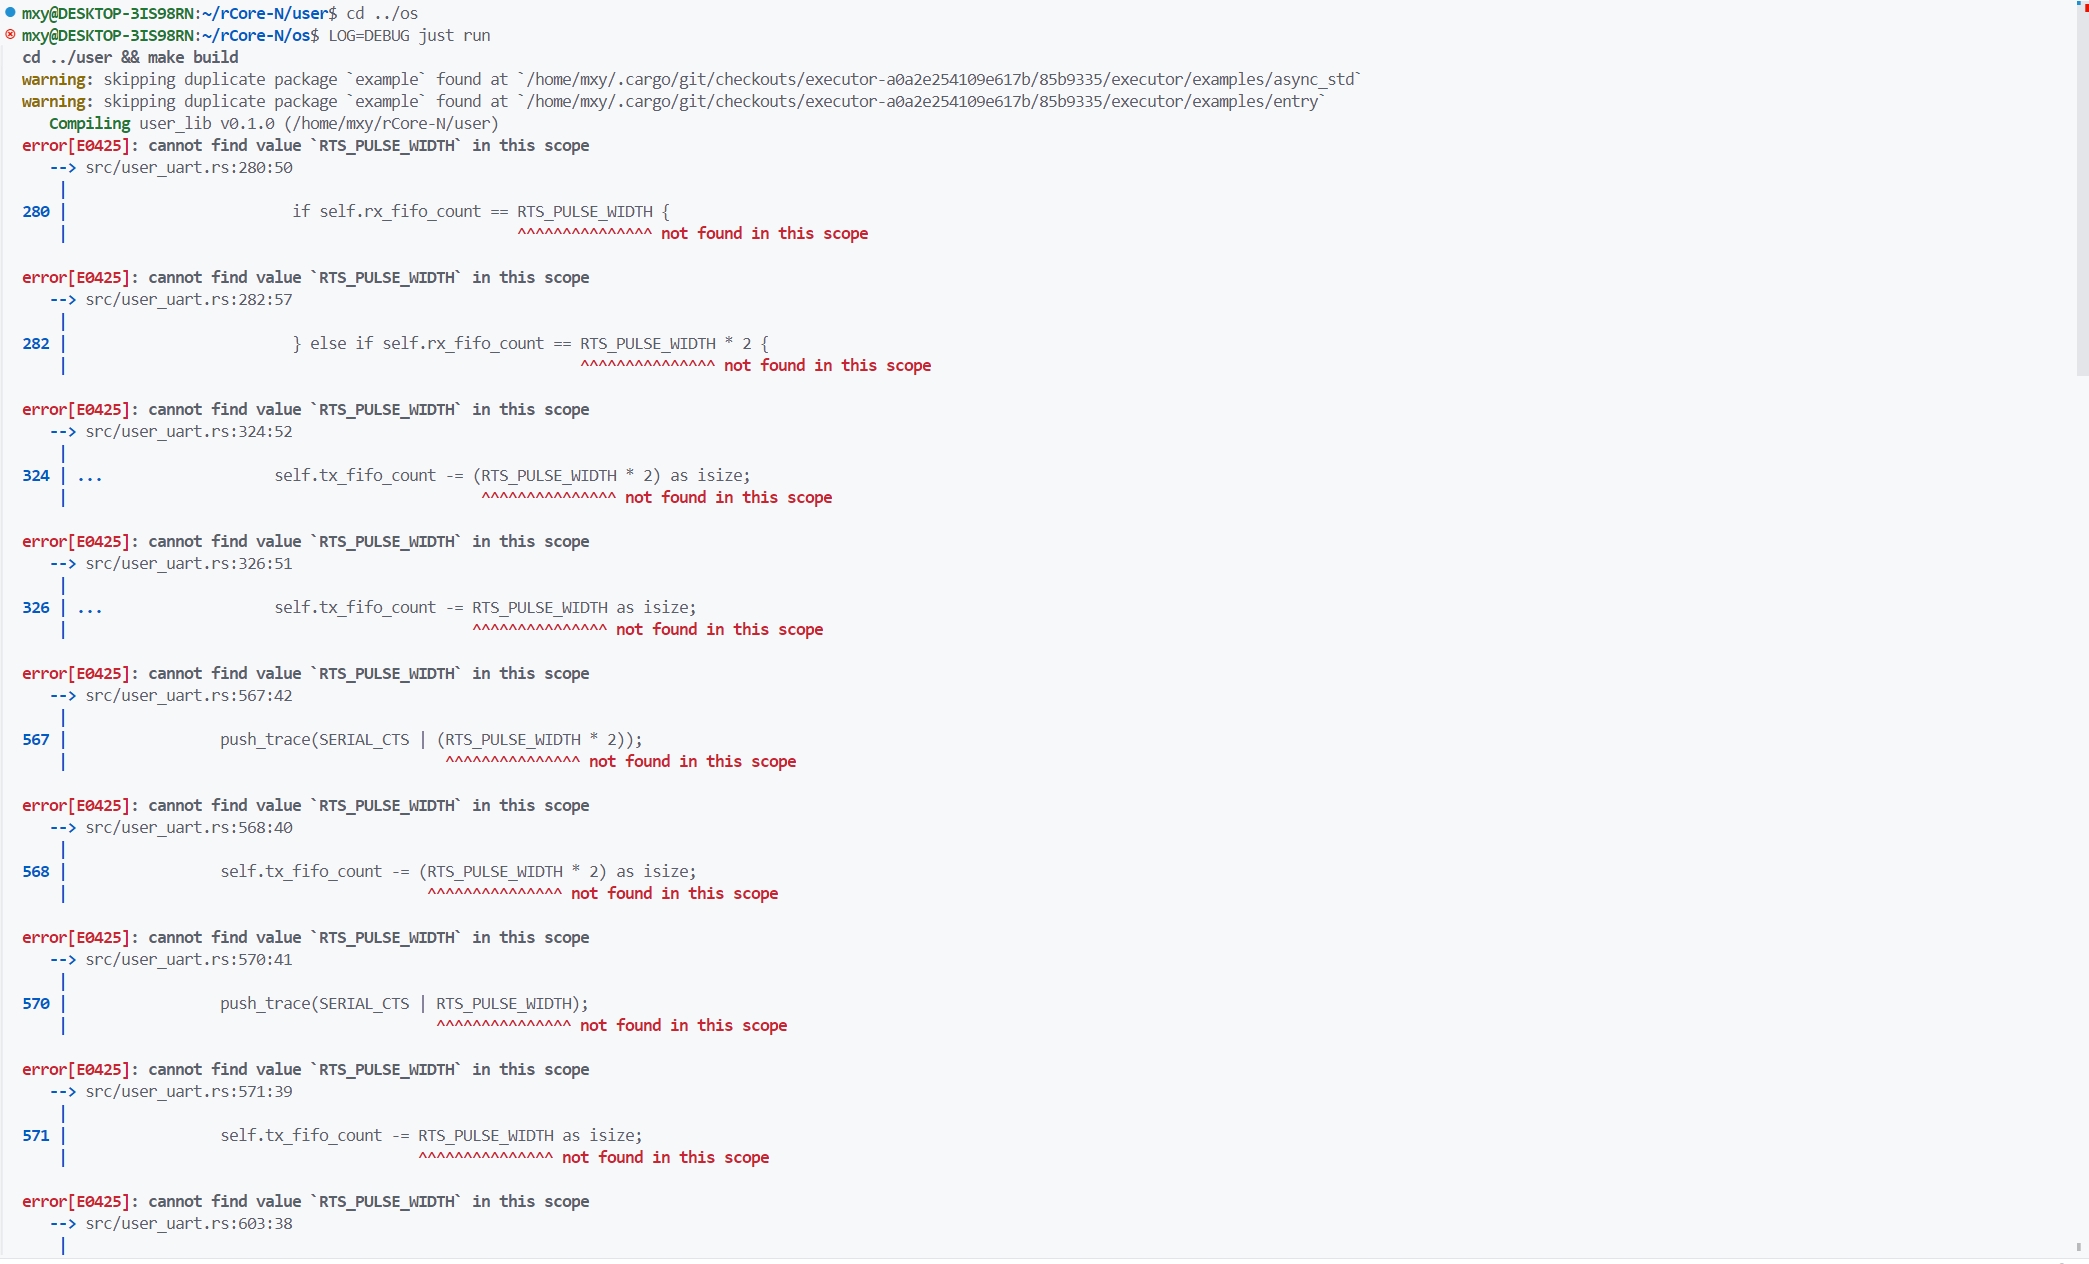 mxy@DESKTOP-3IS98RN:~/rCore-N/user$ cd ../os
mxy@DESKTOP-3IS98RN:~/rCore-N/os$ LOG=DEBUG just run
cd ../user && make build
warning: skipping duplicate package `example` found at `/home/mxy/.cargo/git/checkouts/executor-a0a2e254109e617b/85b9335/executor/examples/async_std`
warning: skipping duplicate package `example` found at `/home/mxy/.cargo/git/checkouts/executor-a0a2e254109e617b/85b9335/executor/examples/entry`
   Compiling user_lib v0.1.0 (/home/mxy/rCore-N/user)
error[E0425]: cannot find value `RTS_PULSE_WIDTH` in this scope
   --> src/user_uart.rs:280:50
    |
280 |                         if self.rx_fifo_count == RTS_PULSE_WIDTH {
    |                                                  ^^^^^^^^^^^^^^^ not found in this scope

error[E0425]: cannot find value `RTS_PULSE_WIDTH` in this scope
   --> src/user_uart.rs:282:57
    |
282 |                         } else if self.rx_fifo_count == RTS_PULSE_WIDTH * 2 {
    |                                                         ^^^^^^^^^^^^^^^ not found in this scope

error[E0425]: cannot find value `RTS_PULSE_WIDTH` in this scope
   --> src/user_uart.rs:324:52
    |
324 | ...                   self.tx_fifo_count -= (RTS_PULSE_WIDTH * 2) as isize;
    |                                              ^^^^^^^^^^^^^^^ not found in this scope

error[E0425]: cannot find value `RTS_PULSE_WIDTH` in this scope
   --> src/user_uart.rs:326:51
    |
326 | ...                   self.tx_fifo_count -= RTS_PULSE_WIDTH as isize;
    |                                             ^^^^^^^^^^^^^^^ not found in this scope

error[E0425]: cannot find value `RTS_PULSE_WIDTH` in this scope
   --> src/user_uart.rs:567:42
    |
567 |                 push_trace(SERIAL_CTS | (RTS_PULSE_WIDTH * 2));
    |                                          ^^^^^^^^^^^^^^^ not found in this scope

error[E0425]: cannot find value `RTS_PULSE_WIDTH` in this scope
   --> src/user_uart.rs:568:40
    |
568 |                 self.tx_fifo_count -= (RTS_PULSE_WIDTH * 2) as isize;
    |                                        ^^^^^^^^^^^^^^^ not found in this scope

error[E0425]: cannot find value `RTS_PULSE_WIDTH` in this scope
   --> src/user_uart.rs:570:41
    |
570 |                 push_trace(SERIAL_CTS | RTS_PULSE_WIDTH);
    |                                         ^^^^^^^^^^^^^^^ not found in this scope

error[E0425]: cannot find value `RTS_PULSE_WIDTH` in this scope
   --> src/user_uart.rs:571:39
    |
571 |                 self.tx_fifo_count -= RTS_PULSE_WIDTH as isize;
    |                                       ^^^^^^^^^^^^^^^ not found in this scope

error[E0425]: cannot find value `RTS_PULSE_WIDTH` in this scope
   --> src/user_uart.rs:603:38
    |